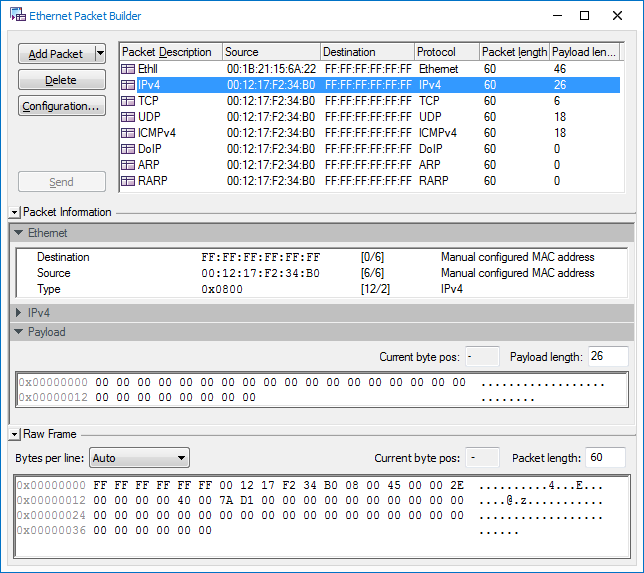 Ethernet Packet Builder
Add Packet
Delete
Configuration...
Send
Packet Description Source Destination Protocol Packet length Payload len...
EthII 00:1B:21:15:6A:22 FF:FF:FF:FF:FF:FF Ethernet 60 46
IPv4 00:12:17:F2:34:B0 FF:FF:FF:FF:FF:FF IPv4 60 26
TCP 00:12:17:F2:34:B0 FF:FF:FF:FF:FF:FF TCP 60 6
UDP 00:12:17:F2:34:B0 FF:FF:FF:FF:FF:FF UDP 60 18
ICMPv4 00:12:17:F2:34:B0 FF:FF:FF:FF:FF:FF ICMPv4 60 18
DoIP 00:12:17:F2:34:B0 FF:FF:FF:FF:FF:FF DoIP 60 0
ARP 00:12:17:F2:34:B0 FF:FF:FF:FF:FF:FF ARP 60 0
RARP 00:12:17:F2:34:B0 FF:FF:FF:FF:FF:FF RARP 60 0
Packet Information
Ethernet
Destination FF:FF:FF:FF:FF:FF [0/6] Manual configured MAC address
Source 00:12:17:F2:34:B0 [6/6] Manual configured MAC address
Type 0x0800 [12/2] IPv4
IPv4
Payload
Current byte pos: - Payload length: 26
0x00000000 00 00 00 00 00 00 00 00 00 00 00 00 00 00 00 00 00 00 ..................
0x00000012 00 00 00 00 00 00 00 00 ........
Raw Frame
Bytes per line: Auto Current byte pos: - Packet length: 60
0x00000000 FF FF FF FF FF FF 00 12 17 F2 34 B0 08 00 45 00 00 2E ..........4...E...
0x00000012 00 00 00 00 40 00 7A D1 00 00 00 00 00 00 00 00 00 00 ....@.z...........
0x00000024 00 00 00 00 00 00 00 00 00 00 00 00 00 00 00 00 00 00 ..................
0x00000036 00 00 00 00 00 00 ......